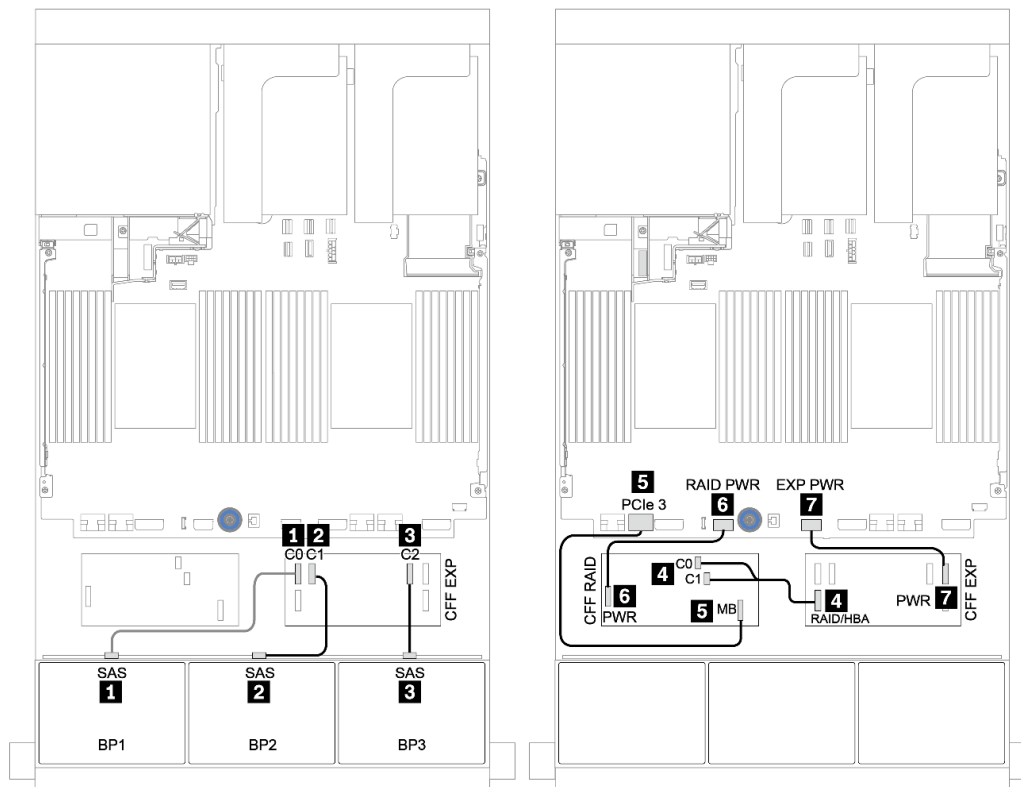 1 2 3
C0 C1 C2
CFF EXP
SAS SAS SAS
1 2 3
BP1 BP2 BP3
5
PCIe 3
RAID PWR
6
EXP PWR
7
CFF RAID
4
C0
C1
6
PWR
5 MB
4
RAID/HBA
PWR 7
CFF EXP